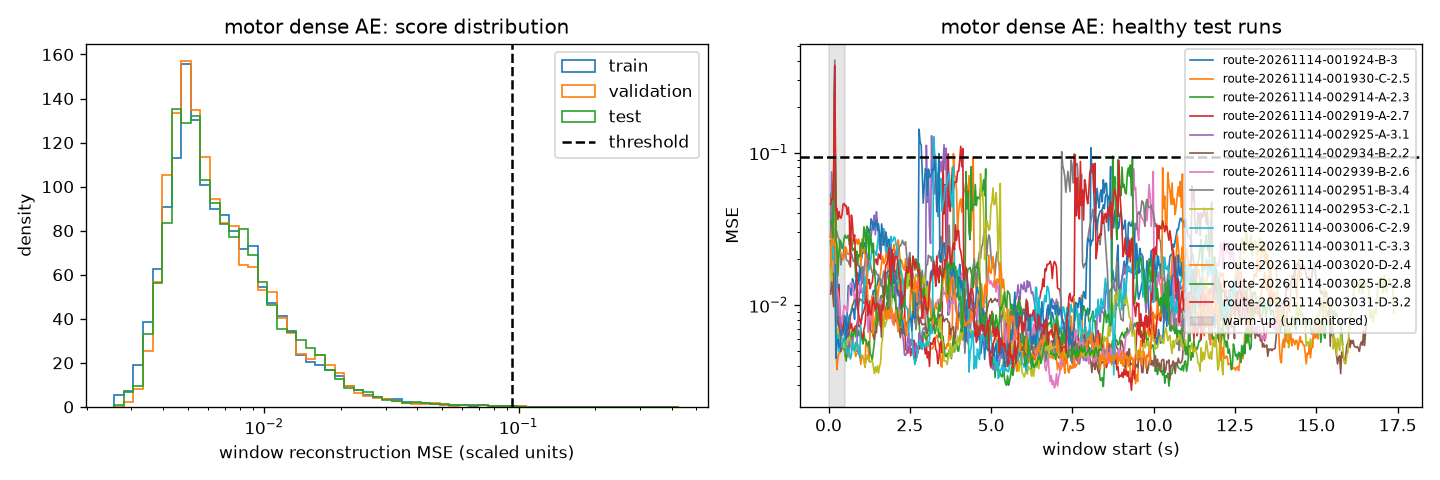 motor dense AE: score distribution
160
140
120
100
80
60
40
20
0
density
10⁻²
10⁻¹
window reconstruction MSE (scaled units)
train
validation
test
threshold
motor dense AE: healthy test runs
10⁻¹
10⁻²
MSE
0.0
2.5
5.0
7.5
10.0
12.5
15.0
17.5
window start (s)
route-20261114-001924-B-3
route-20261114-001930-C-2.5
route-20261114-002914-A-2.3
route-20261114-002919-A-2.7
route-20261114-002925-A-3.1
route-20261114-002934-B-2.2
route-20261114-002939-B-2.6
route-20261114-002951-B-3.4
route-20261114-002953-C-2.1
route-20261114-003006-C-2.9
route-20261114-003011-C-3.3
route-20261114-003020-D-2.4
route-20261114-003025-D-2.8
route-20261114-003031-D-3.2
warm-up (unmonitored)